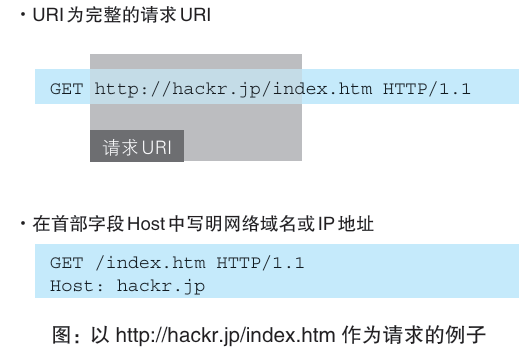 ・URI为完整的请求URI
GET http://hackr.jp/index.htm HTTP/1.1
请求URI
・在首部字段Host中写明网络域名或IP地址
GET /index.htm HTTP/1.1
Host: hackr.jp
图：以 http://hackr.jp/index.htm 作为请求的例子